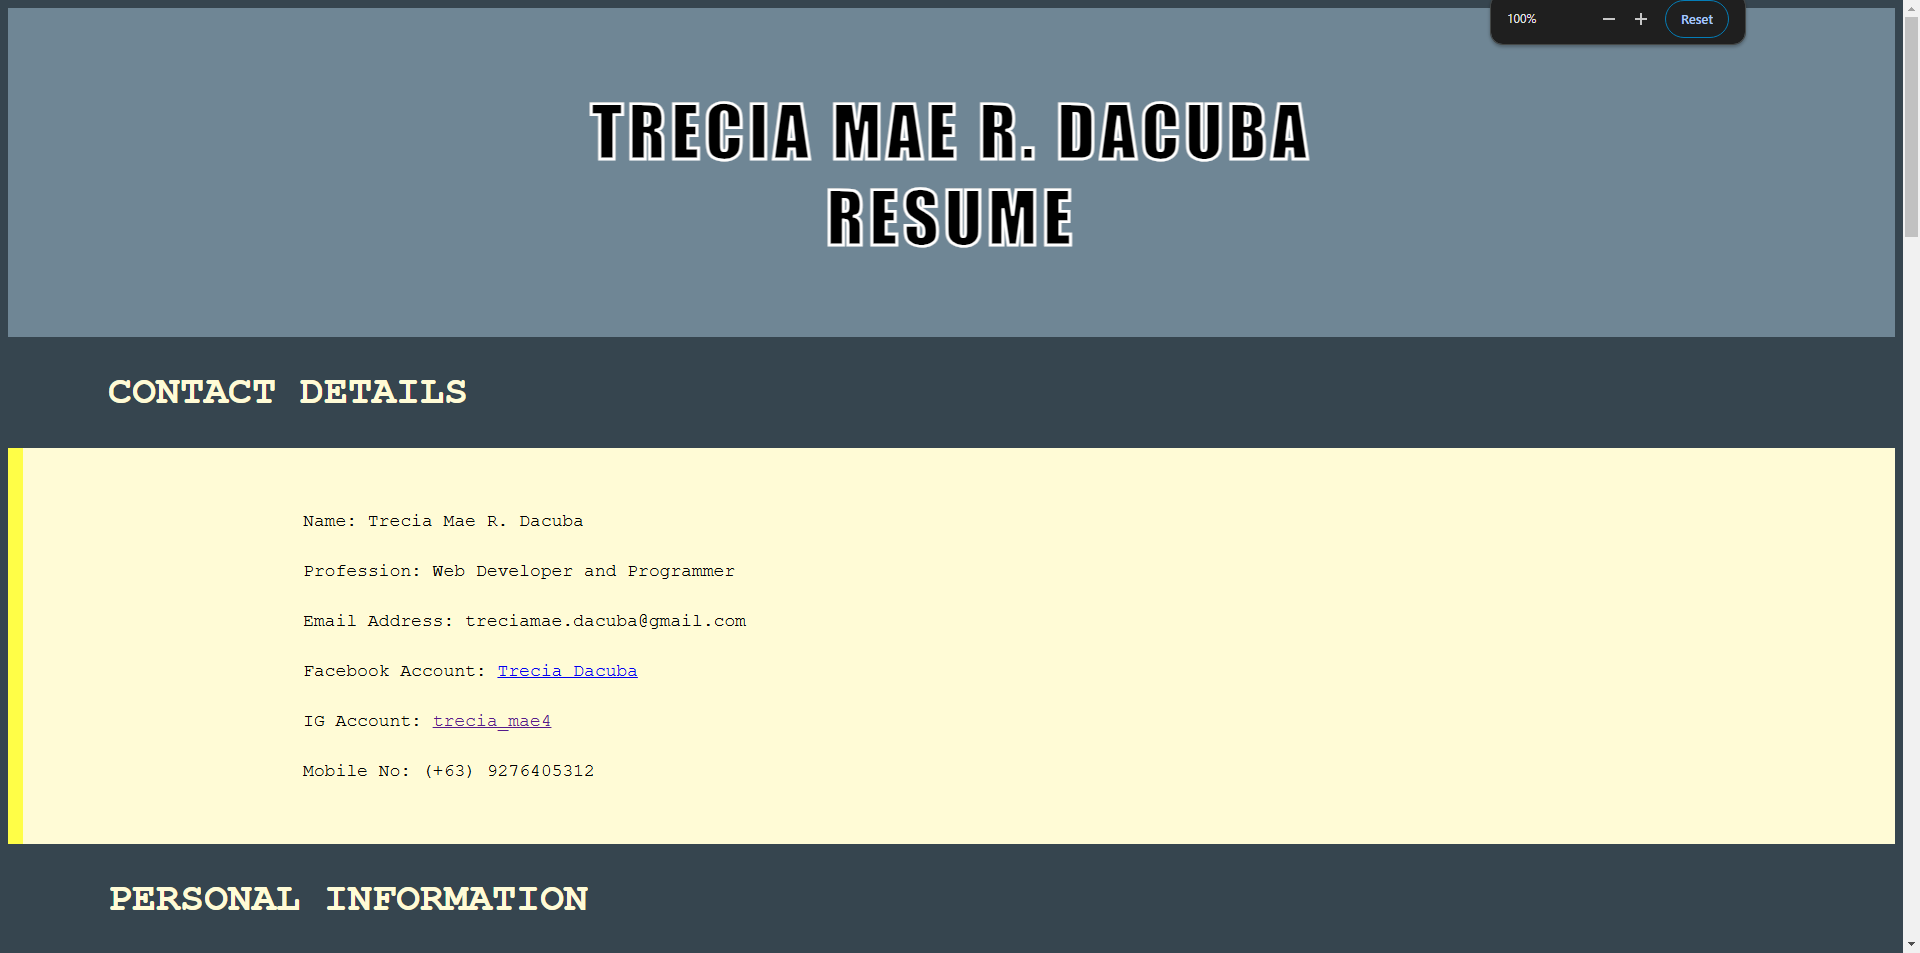 100%
Reset
TRECIA MAE R. DACUBA
RESUME
CONTACT DETAILS
Name: Trecia Mae R. Dacuba
Profession: Web Developer and Programmer
Email Address: treciamae.dacuba@gmail.com
Facebook Account: Trecia Dacuba
IG Account: trecia_mae4
Mobile No: (+63) 9276405312
PERSONAL INFORMATION